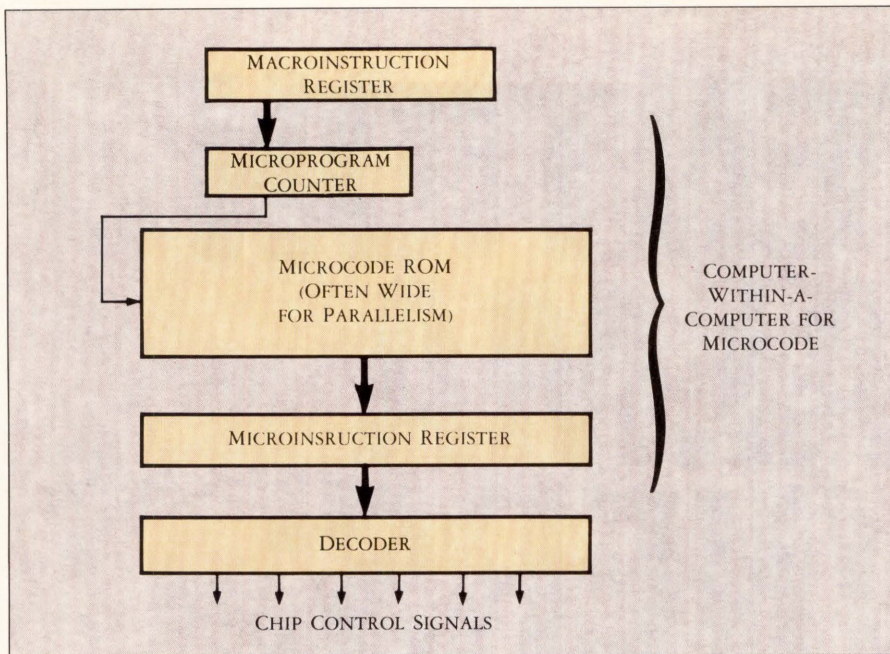 MACROINSTRUCTION
REGISTER
MICROPROGRAM
COUNTER
MICROCODE ROM
(OFTEN WIDE
FOR PARALLELISM)
COMPUTER-
WITHIN-A-
COMPUTER FOR
MICROCODE
MICROINSRUCTION REGISTER
DECODER
CHIP CONTROL SIGNALS